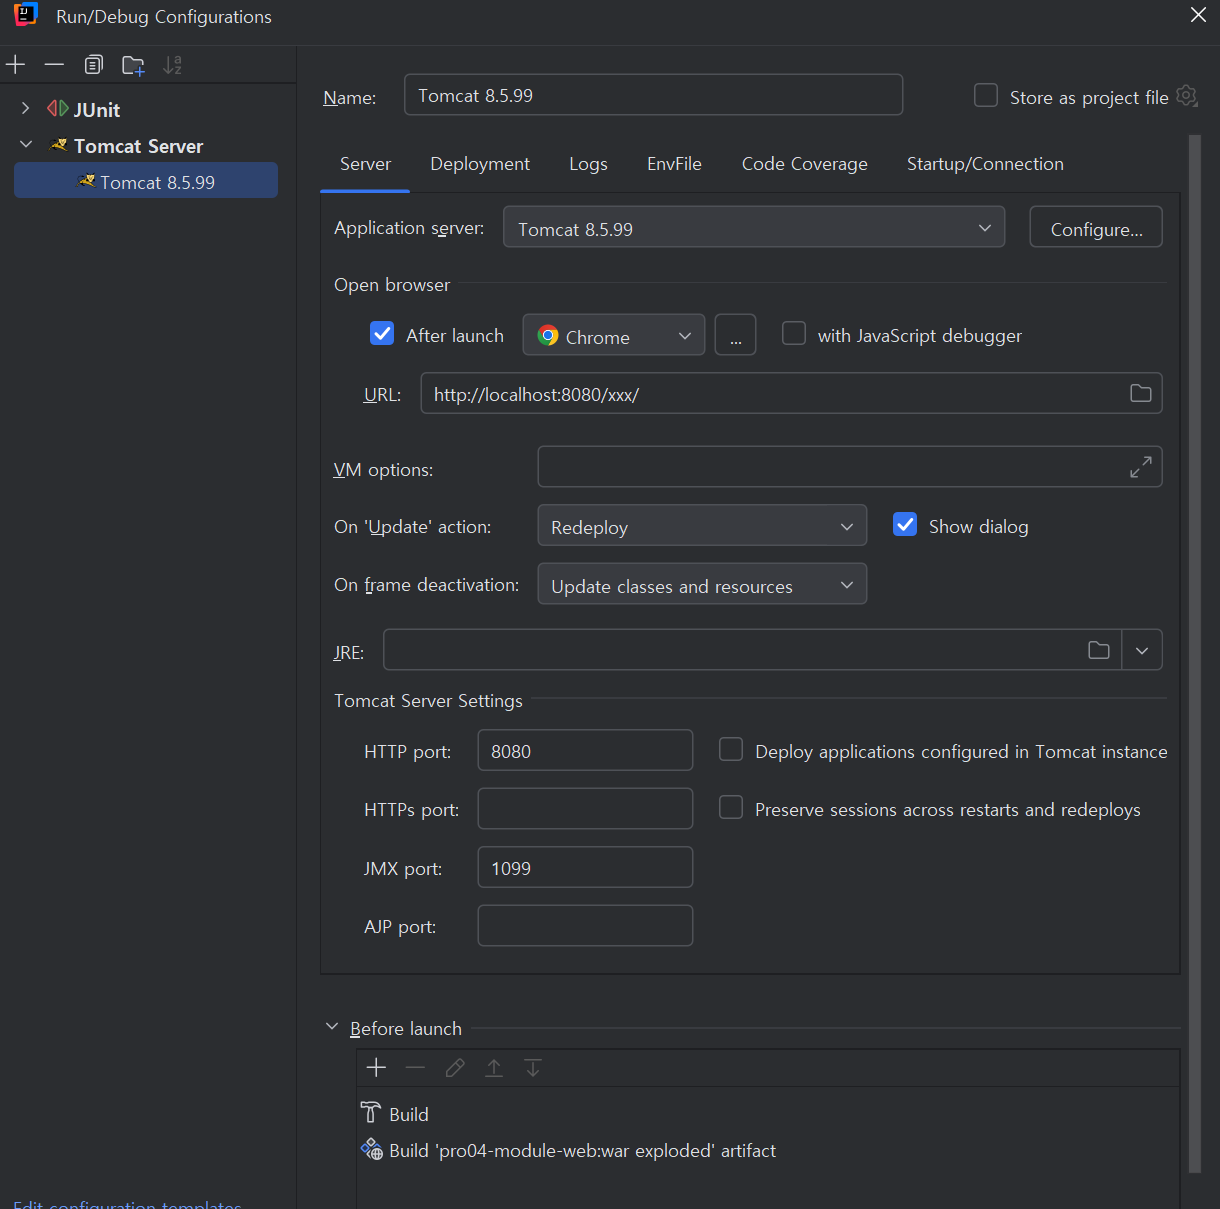 Run/Debug Configurations
JUnit
Tomcat Server
Tomcat 8.5.99
Edit configuration templates
Name: Tomcat 8.5.99 Store as project file
Server Deployment Logs EnvFile Code Coverage Startup/Connection
Application server: Tomcat 8.5.99 Configure...
Open browser
After launch Chrome ... with JavaScript debugger
URL: http://localhost:8080/xxx/
VM options:
On 'Update' action: Redeploy Show dialog
On frame deactivation: Update classes and resources
JRE:
Tomcat Server Settings
HTTP port: 8080 Deploy applications configured in Tomcat instance
HTTPs port: Preserve sessions across restarts and redeploys
JMX port: 1099
AJP port:
Before launch
Build
Build 'pro04-module-web:war exploded' artifact